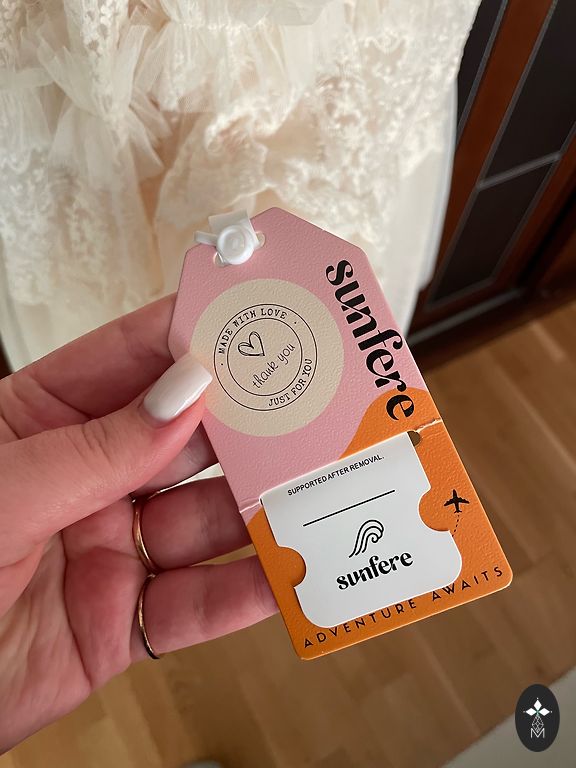 sunfere
MADE WITH LOVE
thank you
JUST FOR YOU
SUPPORTED AFTER REMOVAL.
sunfere
ADVENTURE AWAITS
M